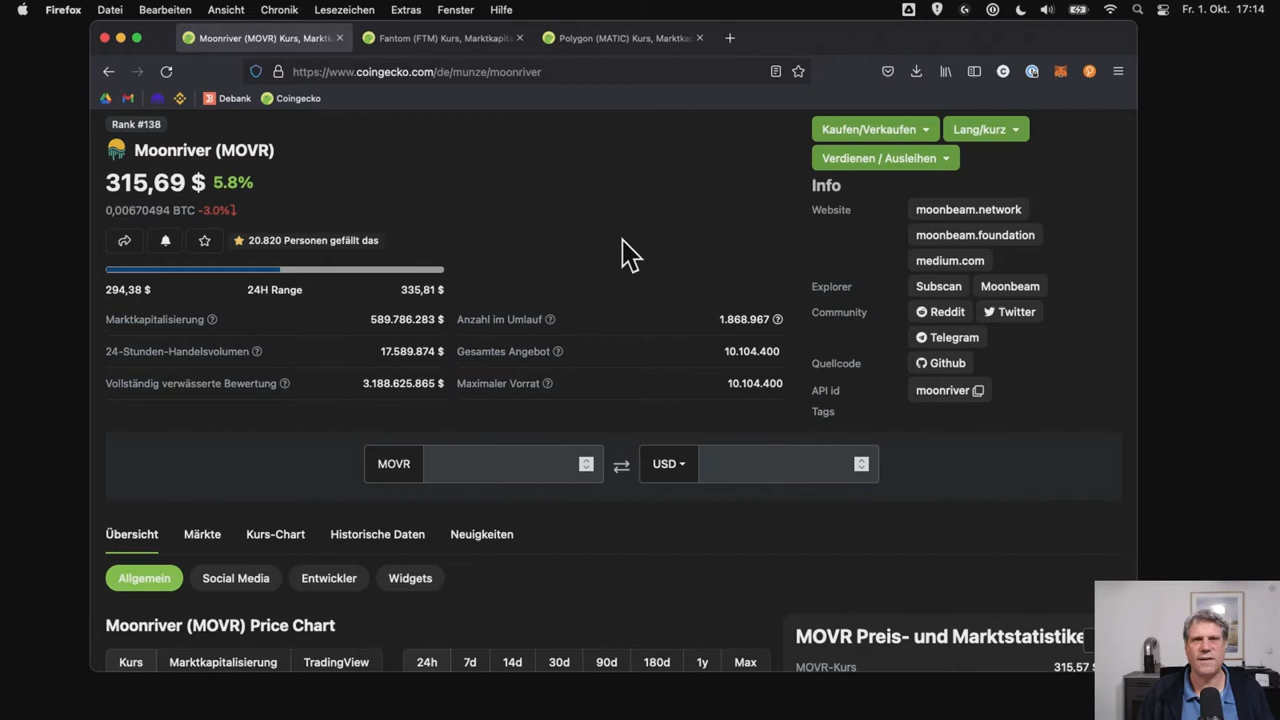 Firefox Datei Bearbeiten Ansicht Chronik Lesezeichen Extras Fenster Hilfe Fr. 1. Okt. 17:14
Moonriver (MOVR) Kurs, Marktk Fantom (FTM) Kurs, Marktkapit Polygon (MATIC) Kurs, Marktka
https://www.coingecko.com/de/munze/moonriver
Debank Coingecko
Rank #138
Moonriver (MOVR)
315,69 $ 5.8%
0,00670494 BTC -3.0%
20.820 Personen gefällt das
294,38 $ 24H Range 335,81 $
Marktkapitalisierung 589.786.283 $ Anzahl im Umlauf 1.868.967
24-Stunden-Handelsvolumen 17.589.874 $ Gesamtes Angebot 10.104.400
Vollständig verwässerte Bewertung 3.188.625.865 $ Maximaler Vorrat 10.104.400
Kaufen/Verkaufen Lang/kurz
Verdienen / Ausleihen
Info
Website moonbeam.network
moonbeam.foundation
medium.com
Explorer Subscan Moonbeam
Community Reddit Twitter
Telegram
Quellcode Github
API id moonriver
Tags
MOVR USD
Übersicht Märkte Kurs-Chart Historische Daten Neuigkeiten
Allgemein Social Media Entwickler Widgets
Moonriver (MOVR) Price Chart
Kurs Marktkapitalisierung TradingView 24h 7d 14d 30d 90d 180d 1y Max
MOVR Preis- und Marktstatistike
MOVR-Kurs 315,57 $